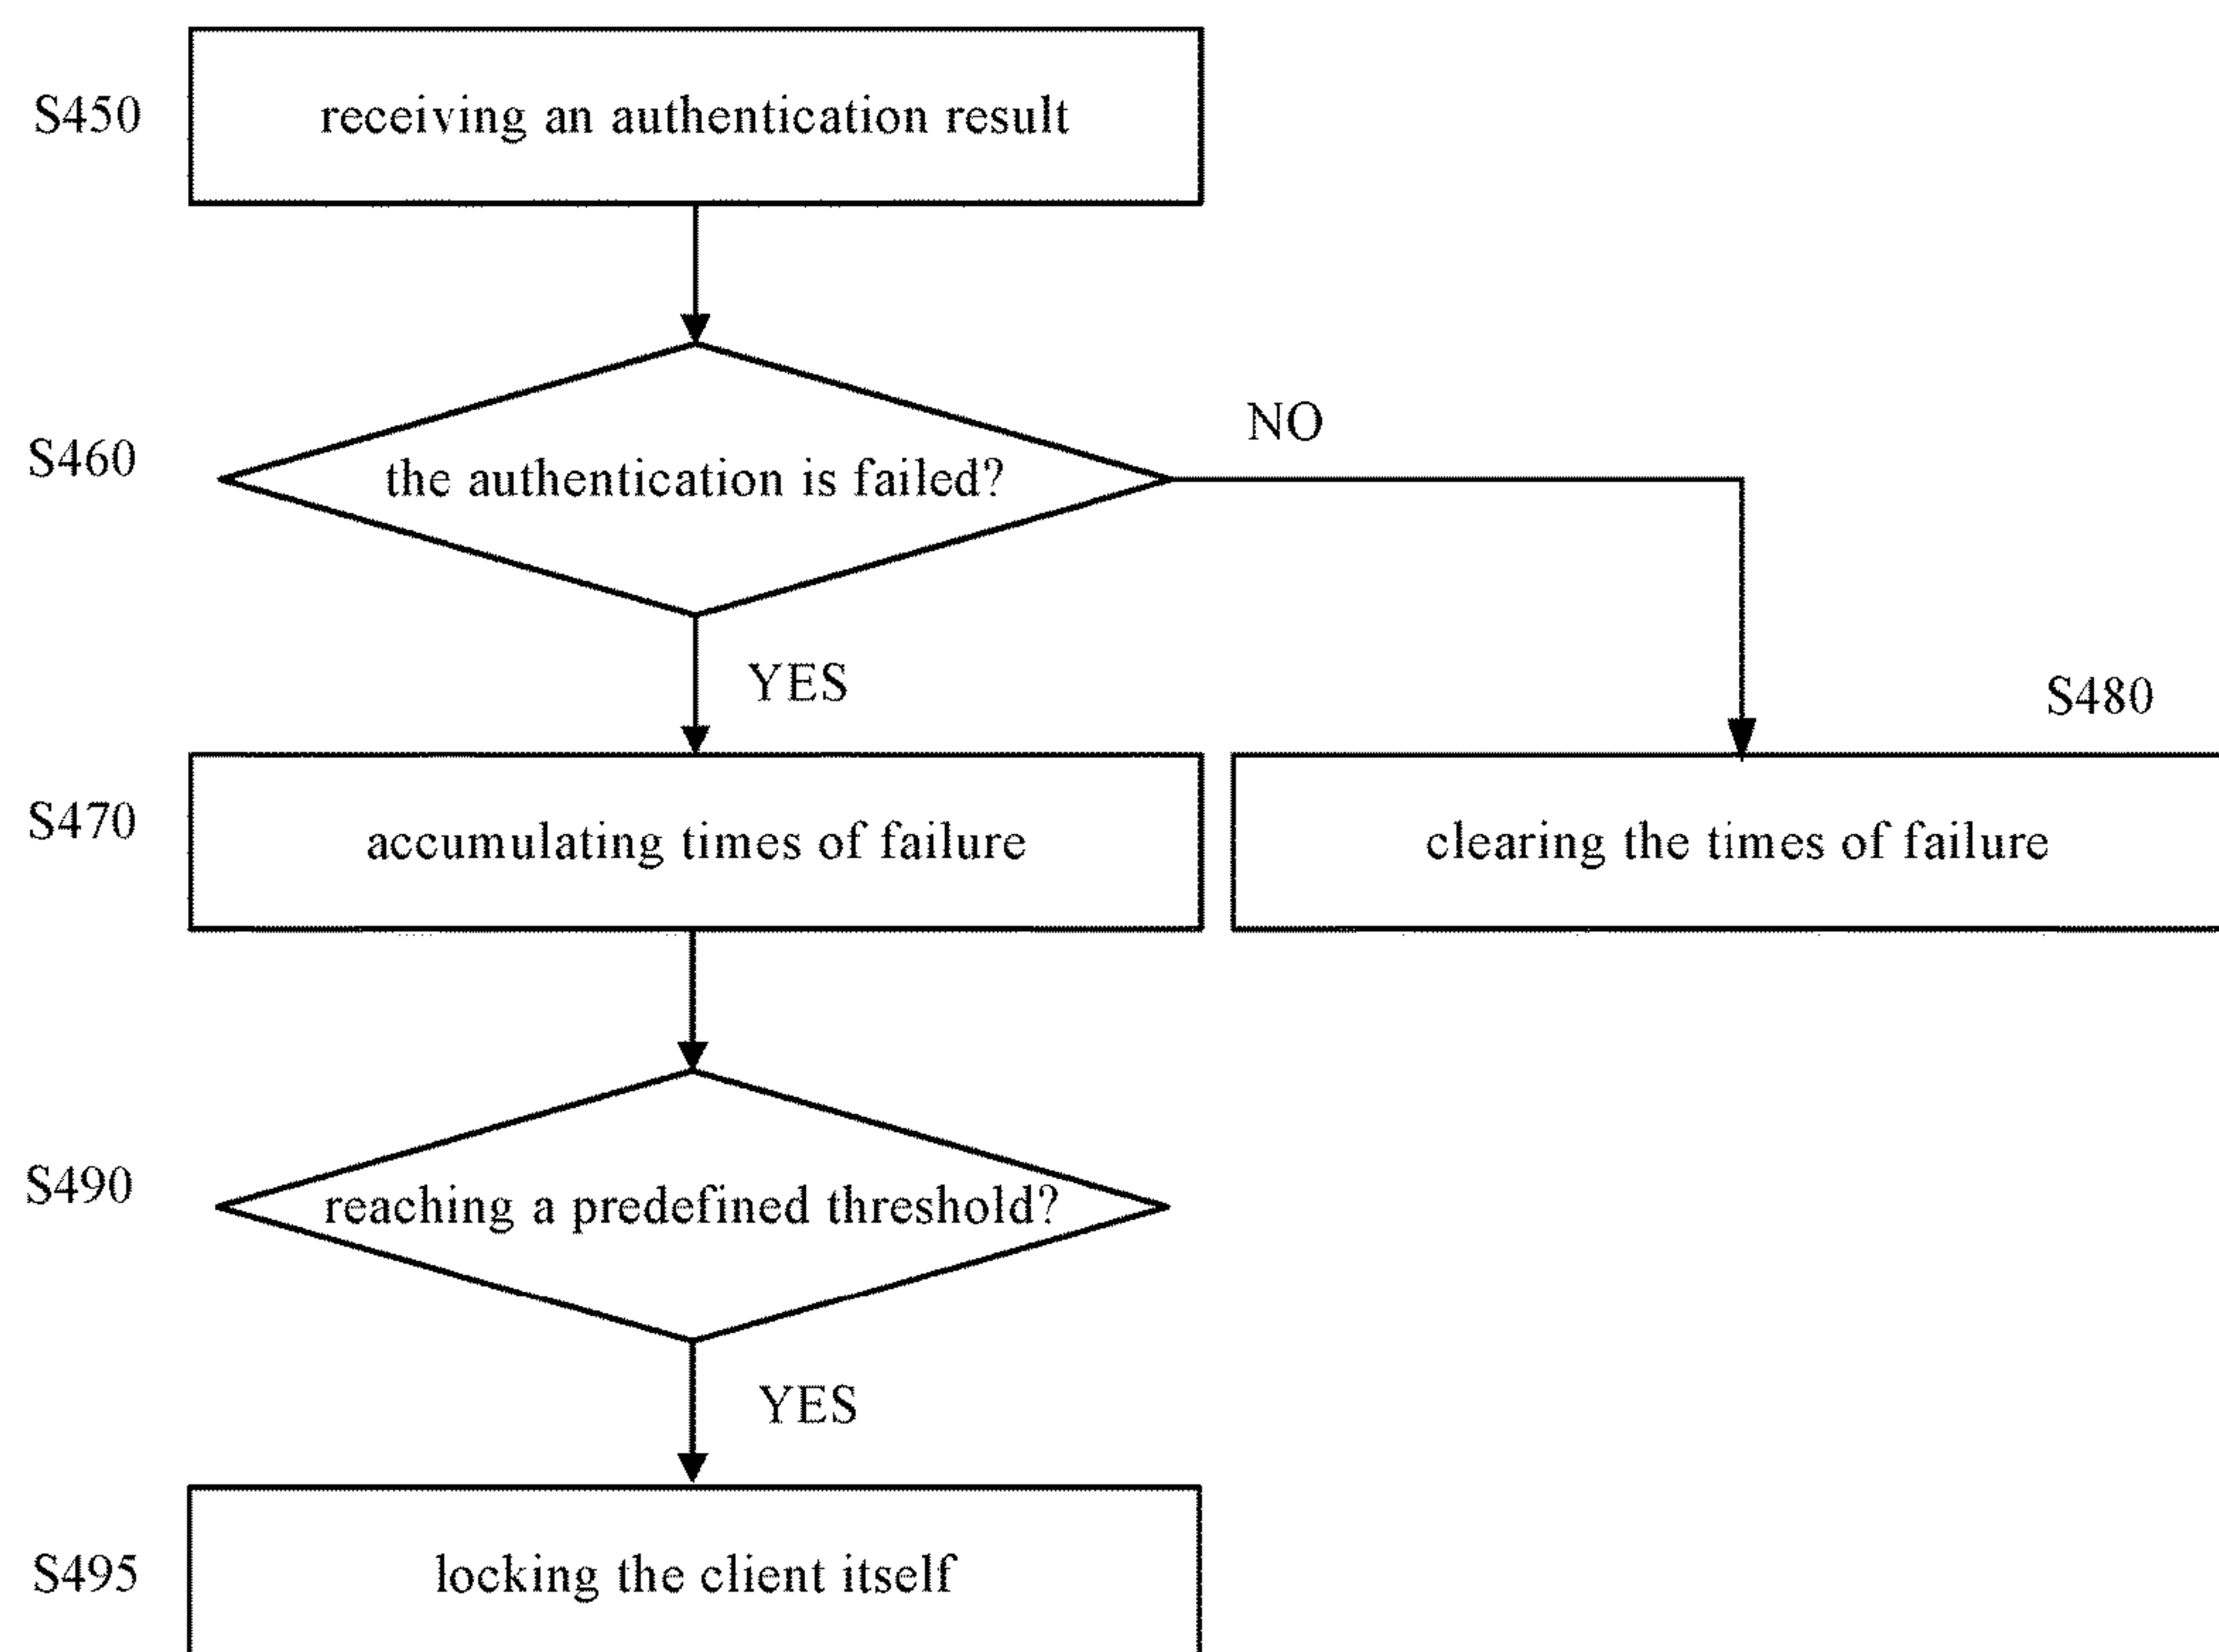 S450
receiving an authentication result
S460
the authentication is failed?
NO
YES
S480
S470
accumulating times of failure
clearing the times of failure
S490
reaching a predefined threshold?
YES
S495
locking the client itself